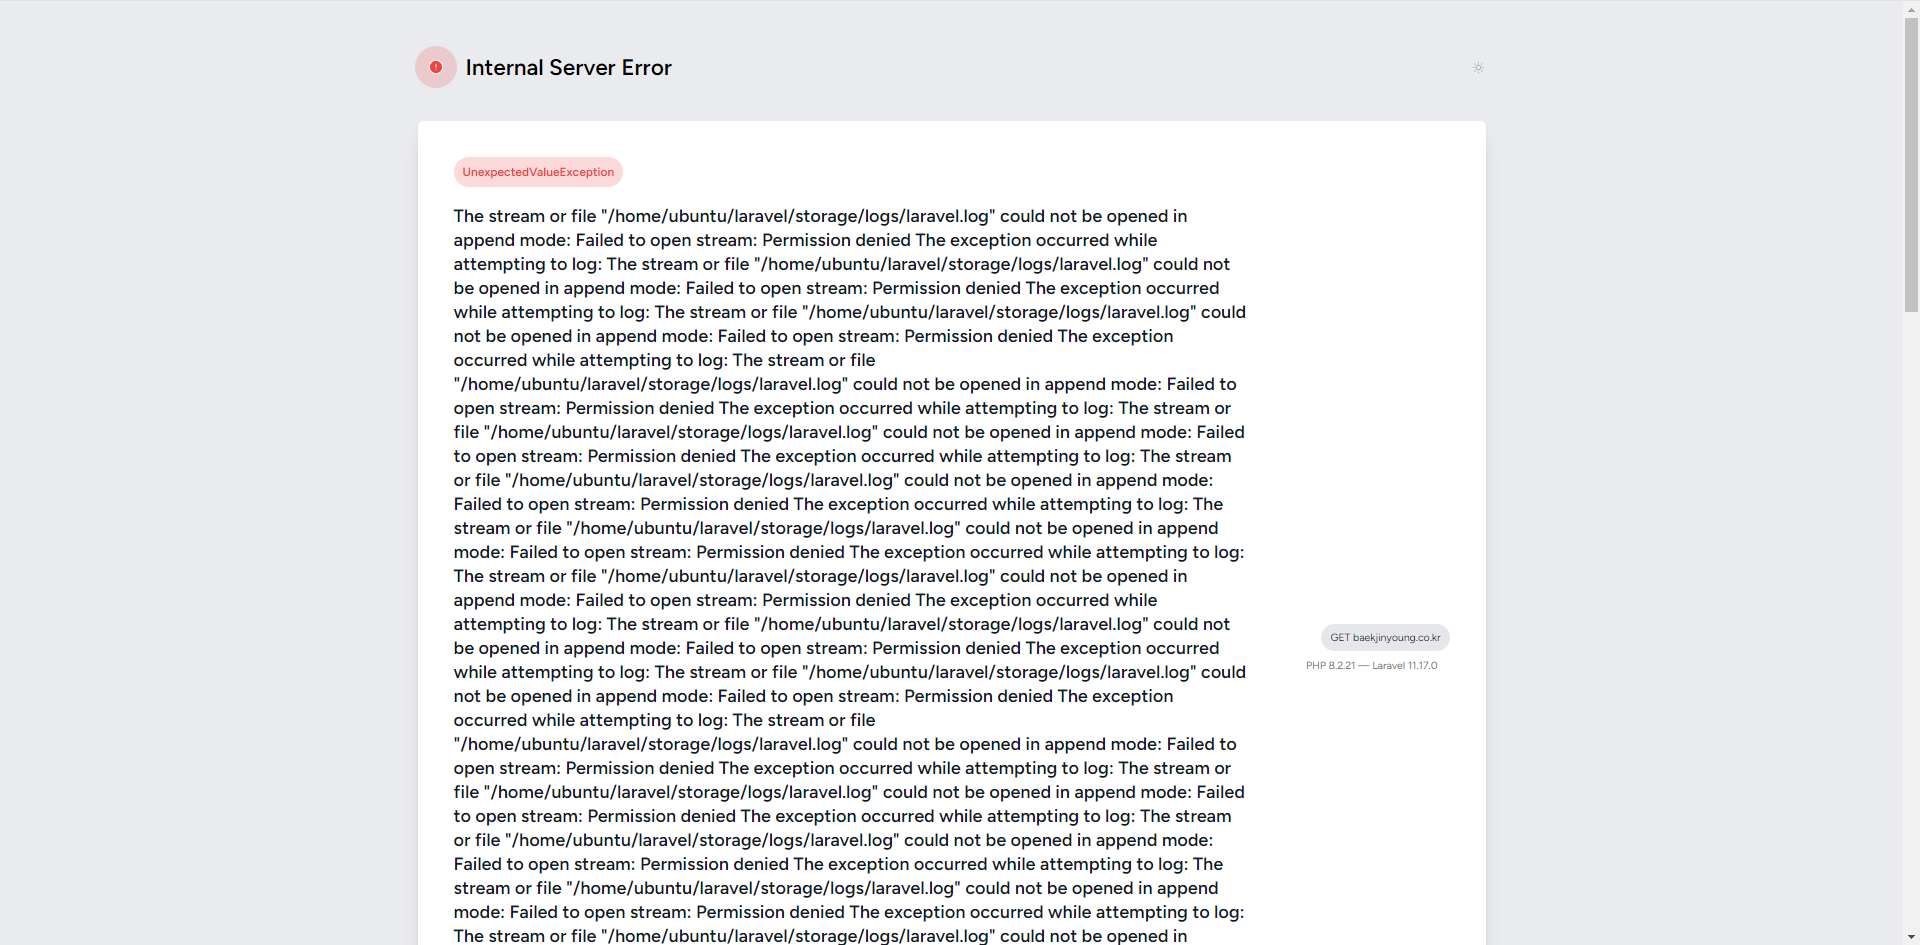 Internal Server Error
UnexpectedValueException
The stream or file "/home/ubuntu/laravel/storage/logs/laravel.log" could not be opened in
append mode: Failed to open stream: Permission denied The exception occurred while
attempting to log: The stream or file "/home/ubuntu/laravel/storage/logs/laravel.log" could not
be opened in append mode: Failed to open stream: Permission denied The exception occurred
while attempting to log: The stream or file "/home/ubuntu/laravel/storage/logs/laravel.log" could
not be opened in append mode: Failed to open stream: Permission denied The exception
occurred while attempting to log: The stream or file
"/home/ubuntu/laravel/storage/logs/laravel.log" could not be opened in append mode: Failed to
open stream: Permission denied The exception occurred while attempting to log: The stream or
file "/home/ubuntu/laravel/storage/logs/laravel.log" could not be opened in append mode: Failed
to open stream: Permission denied The exception occurred while attempting to log: The stream
or file "/home/ubuntu/laravel/storage/logs/laravel.log" could not be opened in append mode:
Failed to open stream: Permission denied The exception occurred while attempting to log: The
stream or file "/home/ubuntu/laravel/storage/logs/laravel.log" could not be opened in append
mode: Failed to open stream: Permission denied The exception occurred while attempting to log:
The stream or file "/home/ubuntu/laravel/storage/logs/laravel.log" could not be opened in
append mode: Failed to open stream: Permission denied The exception occurred while
attempting to log: The stream or file "/home/ubuntu/laravel/storage/logs/laravel.log" could not
be opened in append mode: Failed to open stream: Permission denied The exception occurred
while attempting to log: The stream or file "/home/ubuntu/laravel/storage/logs/laravel.log" could
not be opened in append mode: Failed to open stream: Permission denied The exception
occurred while attempting to log: The stream or file
"/home/ubuntu/laravel/storage/logs/laravel.log" could not be opened in append mode: Failed to
open stream: Permission denied The exception occurred while attempting to log: The stream or
file "/home/ubuntu/laravel/storage/logs/laravel.log" could not be opened in append mode: Failed
to open stream: Permission denied The exception occurred while attempting to log: The stream
or file "/home/ubuntu/laravel/storage/logs/laravel.log" could not be opened in append mode:
Failed to open stream: Permission denied The exception occurred while attempting to log: The
stream or file "/home/ubuntu/laravel/storage/logs/laravel.log" could not be opened in append
mode: Failed to open stream: Permission denied The exception occurred while attempting to log:
The stream or file "/home/ubuntu/laravel/storage/logs/laravel.log" could not be opened in
GET baekjinyoung.co.kr
PHP 8.2.21 — Laravel 11.17.0